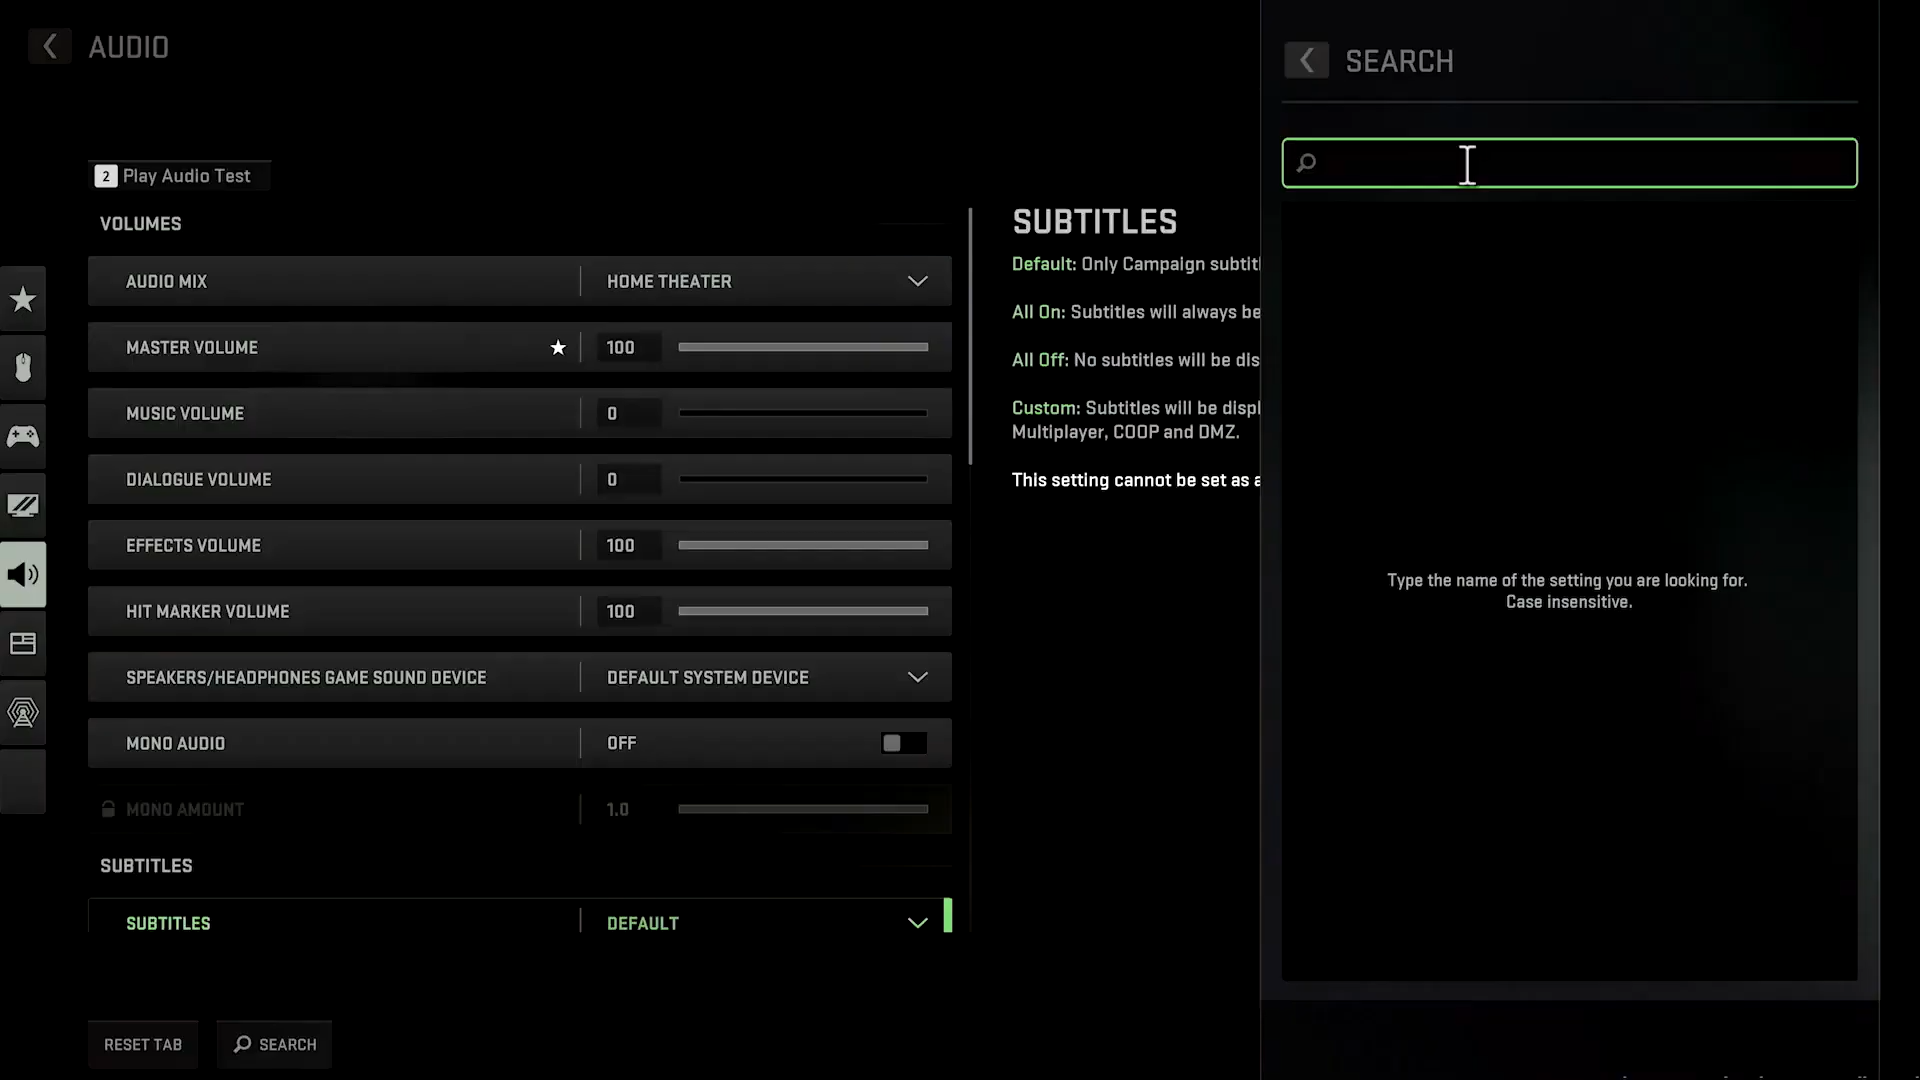 AUDIO
2 Play Audio Test
VOLUMES
AUDIO MIX HOME THEATER
MASTER VOLUME 100
MUSIC VOLUME 0
DIALOGUE VOLUME 0
EFFECTS VOLUME 100
HIT MARKER VOLUME 100
SPEAKERS/HEADPHONES GAME SOUND DEVICE DEFAULT SYSTEM DEVICE
MONO AUDIO OFF
MONO AMOUNT 1.0
SUBTITLES
SUBTITLES DEFAULT
RESET TAB SEARCH
SUBTITLES
Default: Only Campaign
All On: Subtitles will always be
All Off: No subtitles will be
Custom: Subtitles will be
Multiplayer, COOP and DMZ.
This setting cannot be set as
SEARCH
Type the name of the setting you are looking for.
Case insensitive.